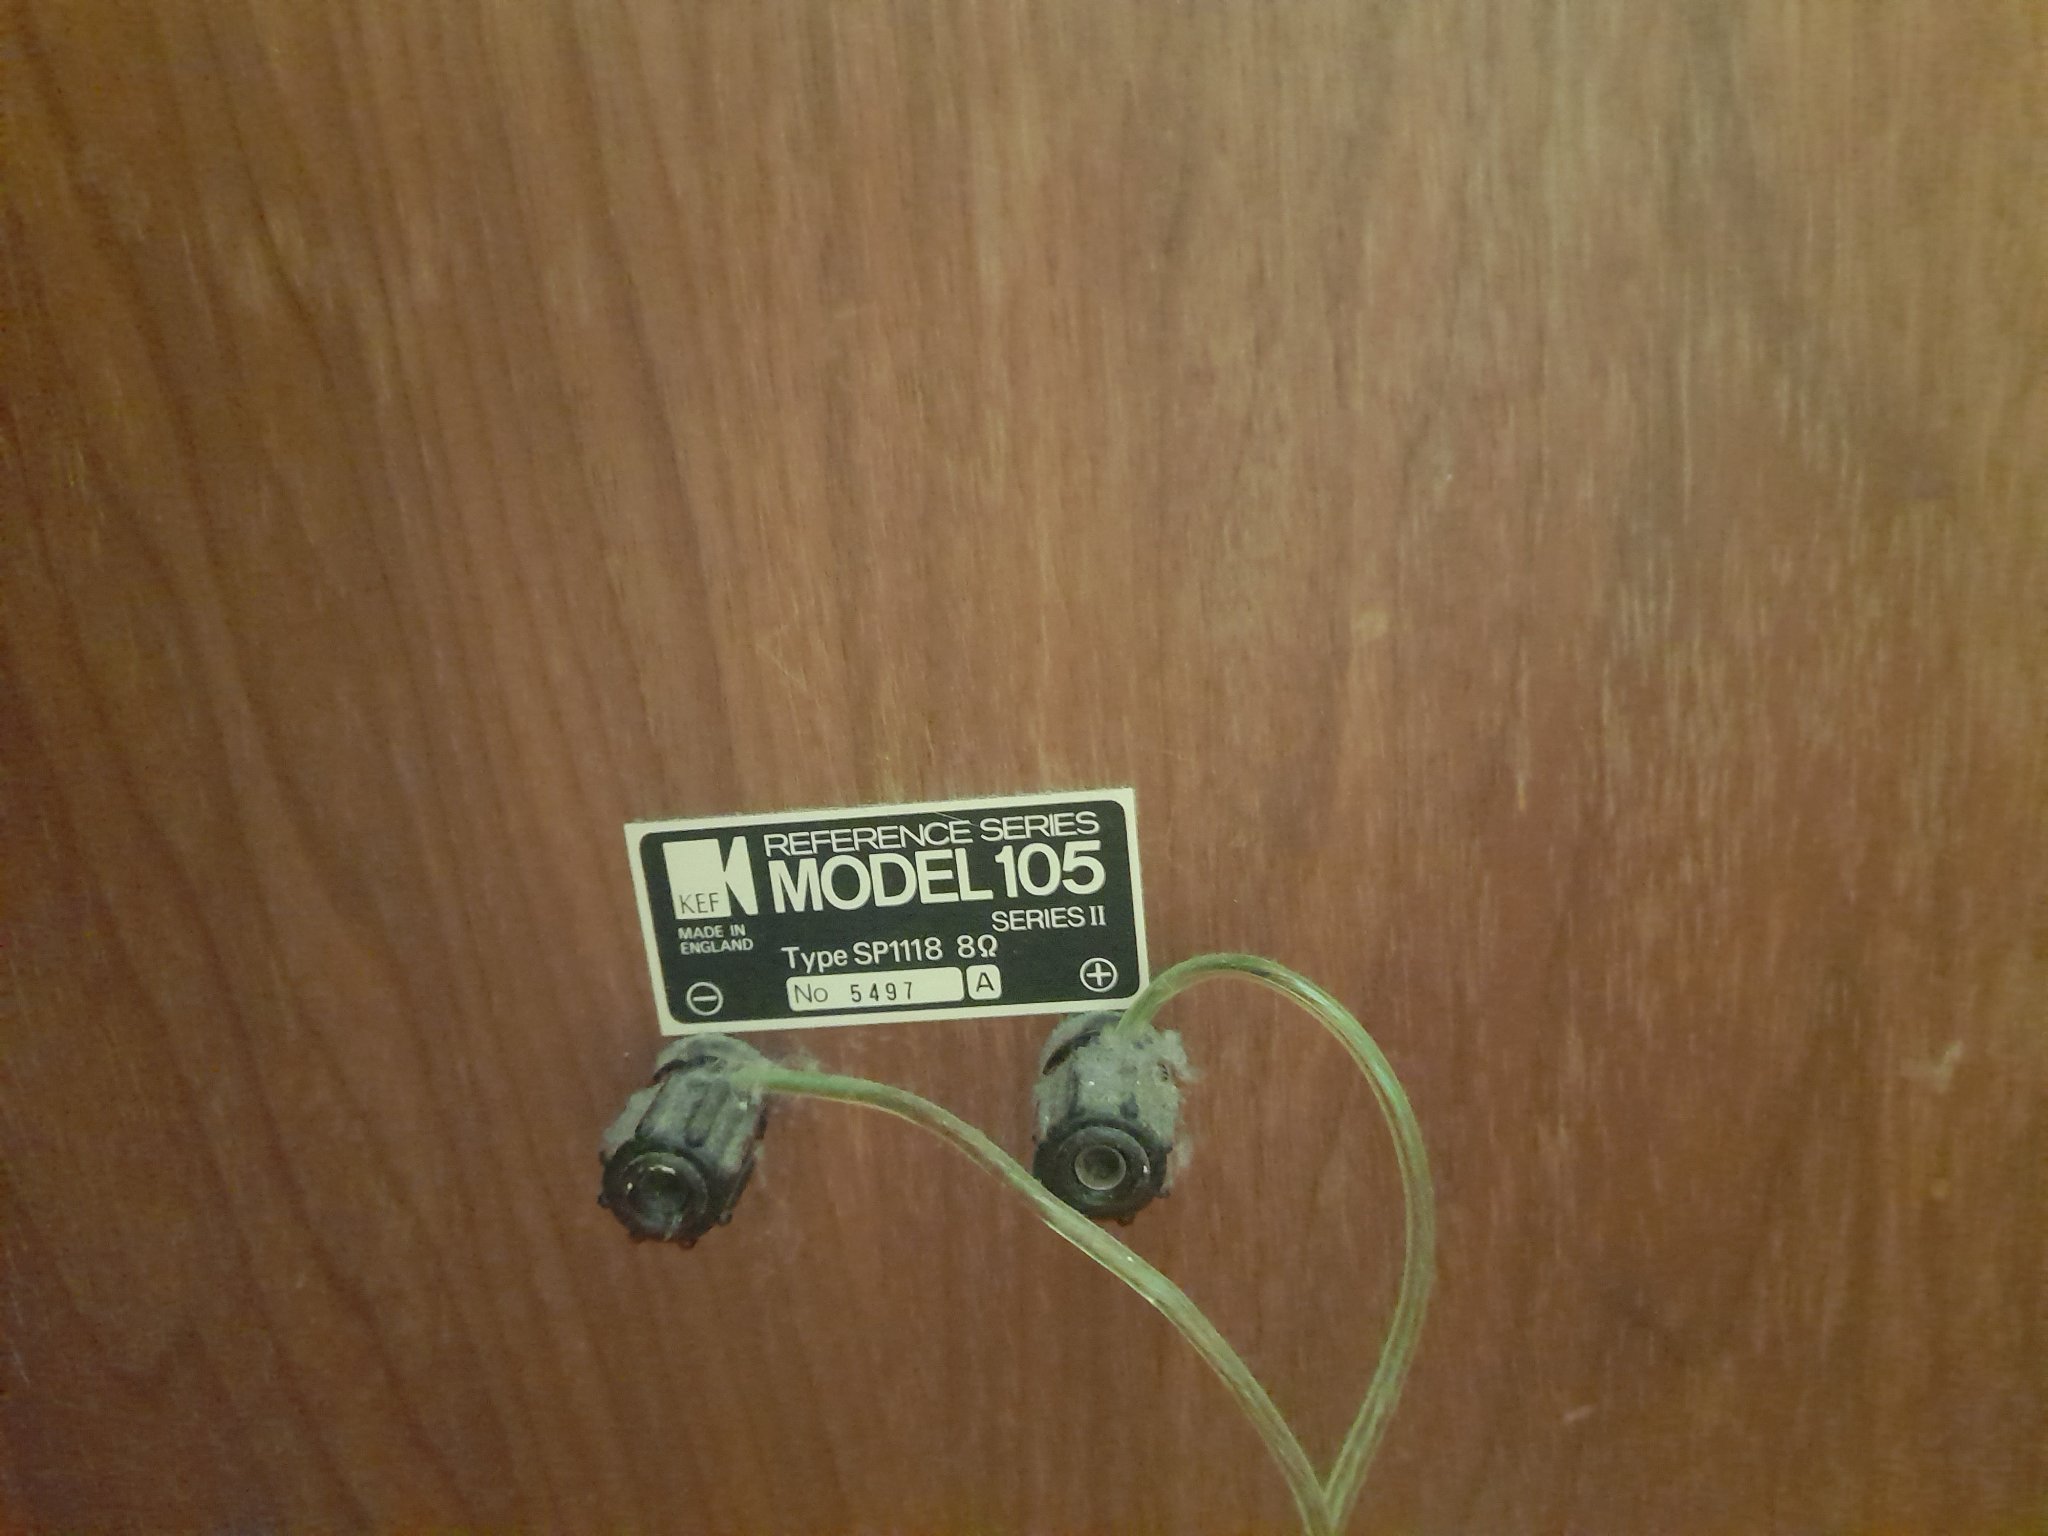 REFERENCE SERIES
MODEL 105
SERIES II
KEF
MADE IN
ENGLAND
Type SP1118 8Ω
No 5497 A
⊖ ⊕